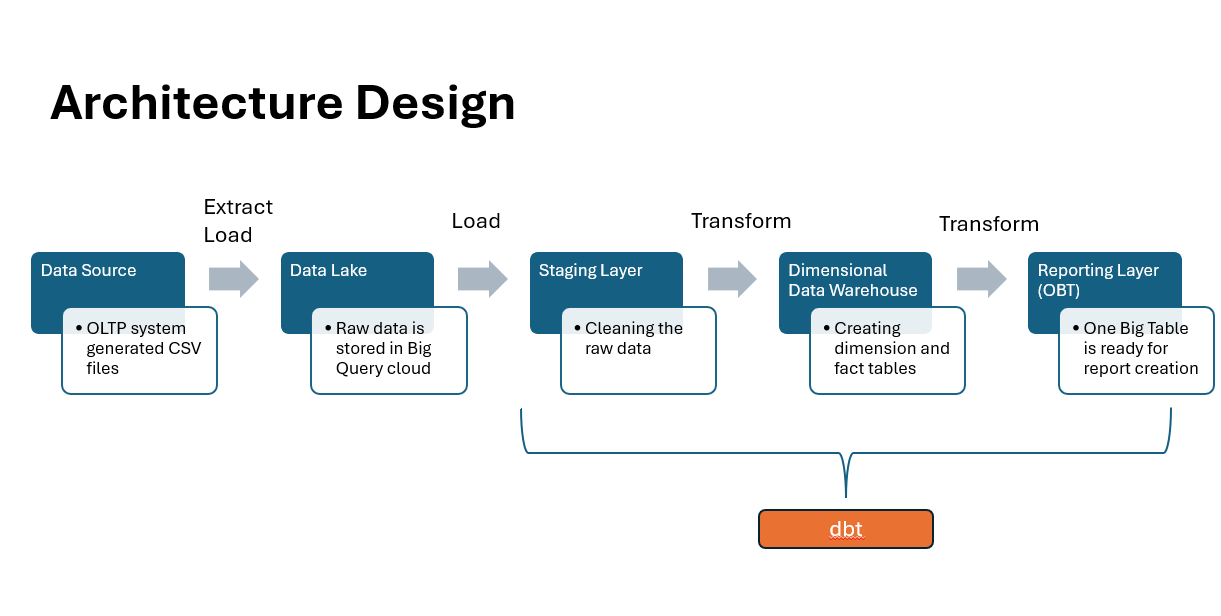 Architecture Design
Extract
Load
Load
Transform
Transform
Data Source
• OLTP system
generated CSV
files
Data Lake
• Raw data is
stored in Big
Query cloud
Staging Layer
• Cleaning the
raw data
Dimensional
Data Warehouse
• Creating
dimension and
fact tables
Reporting Layer
(OBT)
• One Big Table
is ready for
report creation
dbt